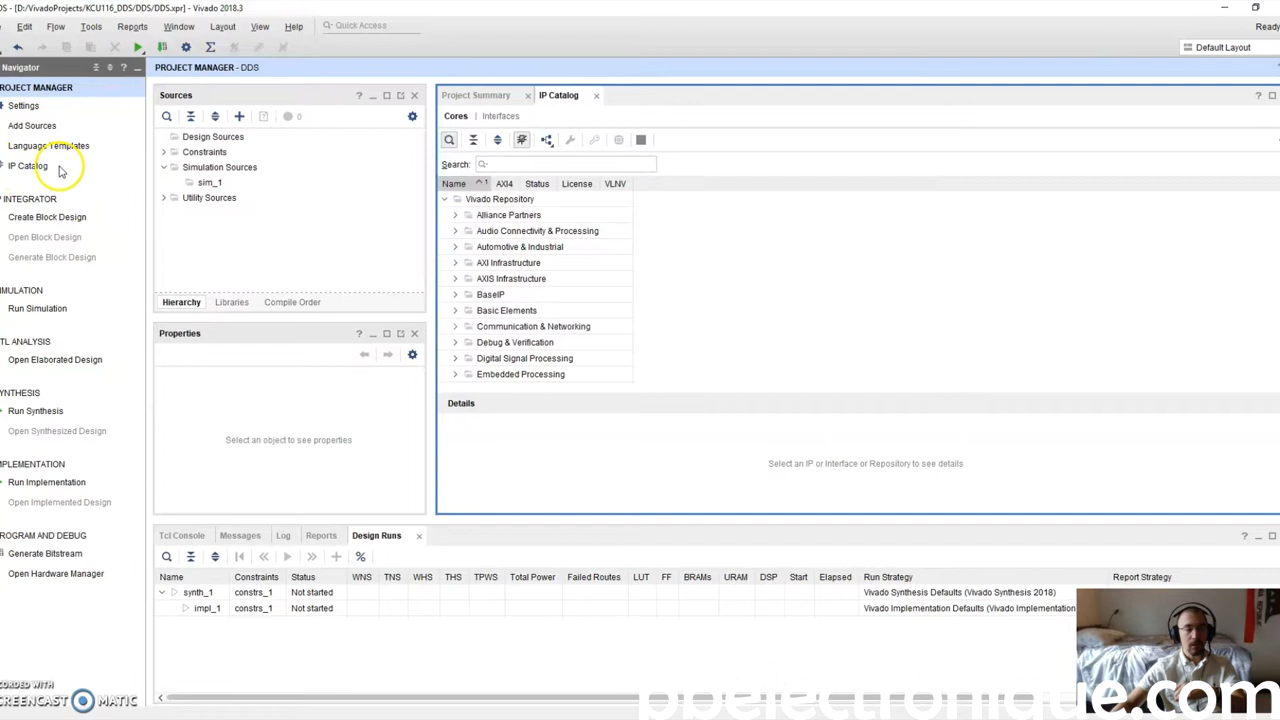 DS - [D:/VivadoProjects/KCU116_DDS/DDS/DDS.xpr] - Vivado 2018.3
Edit Flow Tools Reports Window Layout View Help Quick Access
Ready
Default Layout
Navigator
PROJECT MANAGER - DDS
ROJECT MANAGER
Settings
Add Sources
Language Templates
IP Catalog
P INTEGRATOR
Create Block Design
Open Block Design
Generate Block Design
IMULATION
Run Simulation
TL ANALYSIS
Open Elaborated Design
YNTHESIS
Run Synthesis
Open Synthesized Design
MPLEMENTATION
Run Implementation
Open Implemented Design
ROGRAM AND DEBUG
Generate Bitstream
Open Hardware Manager
Sources
0
Design Sources
Constraints
Simulation Sources
sim_1
Utility Sources
Hierarchy Libraries Compile Order
Properties
Select an object to see properties
Project Summary IP Catalog
Cores Interfaces
Search:
Name 1 AXI4 Status License VLNV
Vivado Repository
Alliance Partners
Audio Connectivity & Processing
Automotive & Industrial
AXI Infrastructure
AXIS Infrastructure
BaseIP
Basic Elements
Communication & Networking
Debug & Verification
Digital Signal Processing
Embedded Processing
Details
Select an IP or Interface or Repository to see details
Tcl Console Messages Log Reports Design Runs
Name Constraints Status WNS TNS WHS THS TPWS Total Power Failed Routes LUT FF BRAMs URAM DSP Start Elapsed Run Strategy Report Strategy
synth_1 constrs_1 Not started Vivado Synthesis Defaults (Vivado Synthesis 2018)
impl_1 constrs_1 Not started Vivado Implementation Defaults (Vivado Implementation
CORDED WITH
CREENCAST MATIC
ppelectronique.com